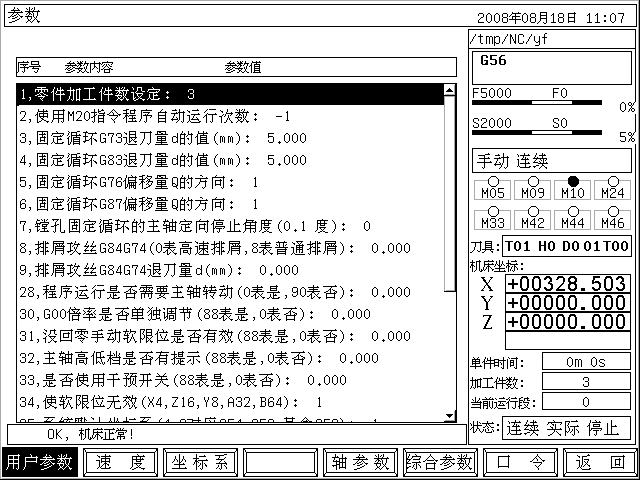 参数
2008年08月18日 11:07
/tmp/NC/yf
序号 参数内容 参数值
1,零件加工件数设定: 3
2,使用M20指令程序自动运行次数: -1
3,固定循环G73退刀量d的值(mm): 5.000
4,固定循环G83退刀量d的值(mm): 5.000
5,固定循环G76偏移量Q的方向: 1
6,固定循环G87偏移量Q的方向: 1
7,镗孔固定循环的主轴定向停止角度(0.1 度): 0
8,排屑攻丝G84G74(0表高速排屑,8表普通排屑): 0.000
9,排屑攻丝G84G74退刀量d(mm): 0.000
28,程序运行是否需要主轴转动(0表是,90表否): 0.000
30,G00倍率是否单独调节(88表是,0表否): 0.000
31,没回零手动软限位是否有效(88表是,0表否): 0.000
32,主轴高低档是否有提示(88表是,0表否): 0.000
33,是否使用干预开关(88表是,0表否): 0.000
34,使软限位无效(X4,Z16,Y8,A32,B64): 1
OK, 机床正常!
G56
F5000 F0
0%
S2000 S0
5%
手动 连续
M05 M09 M10 M24
M33 M42 M44 M46
刀具: T01 H0 D0 01T00
机床坐标:
X +00328.503
Y +00000.000
Z +00000.000
单件时间: 0m 0s
加工件数: 3
当前运行段: 0
状态: 连续 实际 停止
用户参数 速 度 坐标系 轴参数 综合参数 口 令 返 回